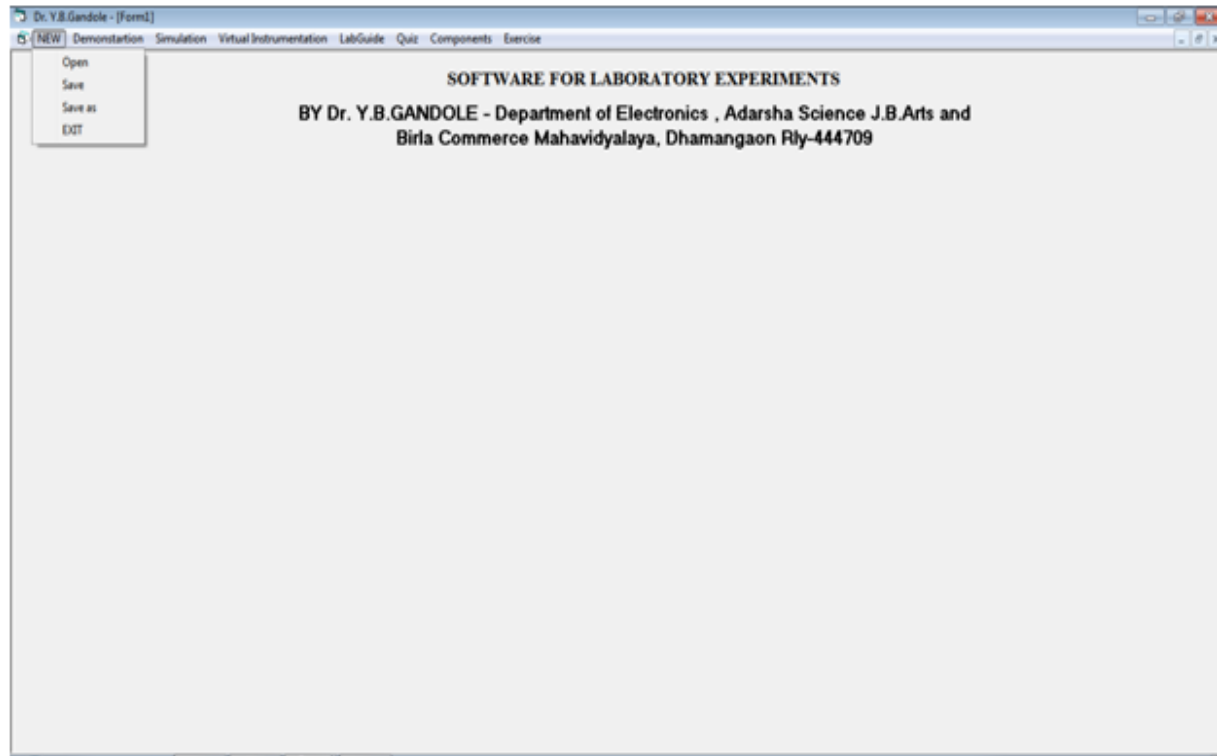 Dr. Y.B.Gandole - [Form1]
NEW Demonstartion Simulation Virtual Instrumentation LabGuide Quiz Components Exercise
Open
Save
Save as
EXIT
SOFTWARE FOR LABORATORY EXPERIMENTS
BY Dr. Y.B.GANDOLE - Department of Electronics , Adarsha Science J.B.Arts and
Birla Commerce Mahavidyalaya, Dhamangaon Rly-444709